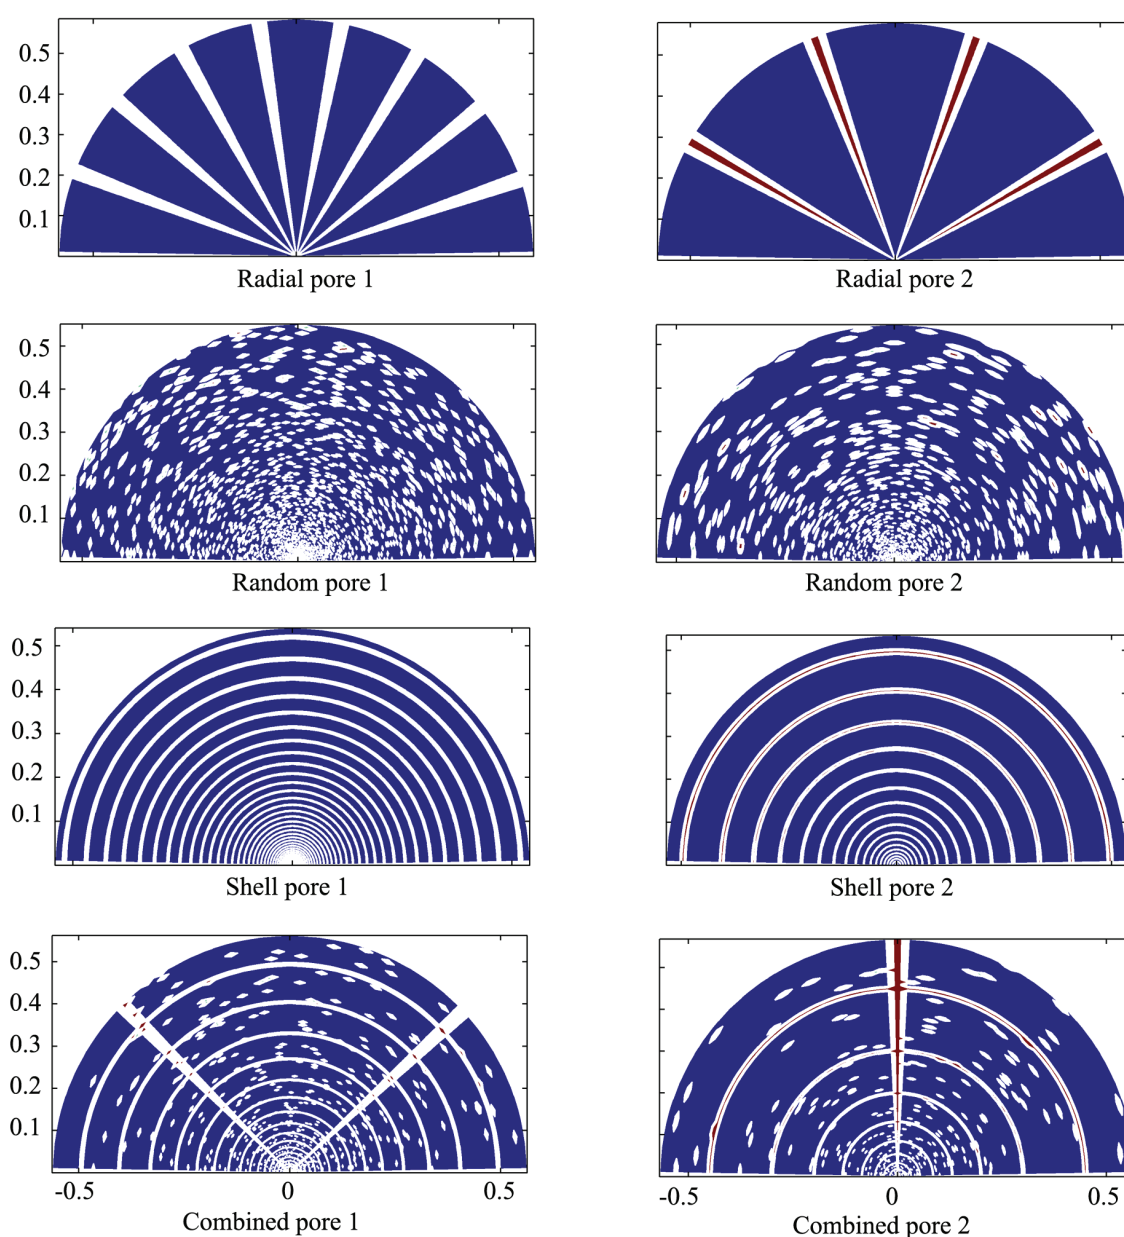 0.5
0.4
0.3
0.2
0.1
Radial pore 1
Radial pore 2
0.5
0.4
0.3
0.2
0.1
Random pore 1
Random pore 2
0.5
0.4
0.3
0.2
0.1
Shell pore 1
Shell pore 2
0.5
0.4
0.3
0.2
0.1
-0.5 0 0.5
Combined pore 1
-0.5 0 0.5
Combined pore 2